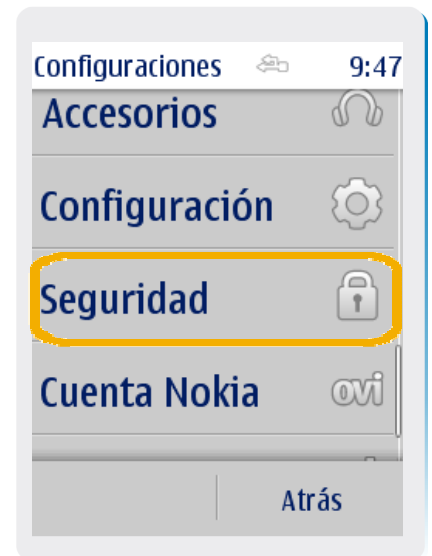 Configuraciones 9:47
Accesorios
Configuración
Seguridad
Cuenta Nokia ovi
Atrás